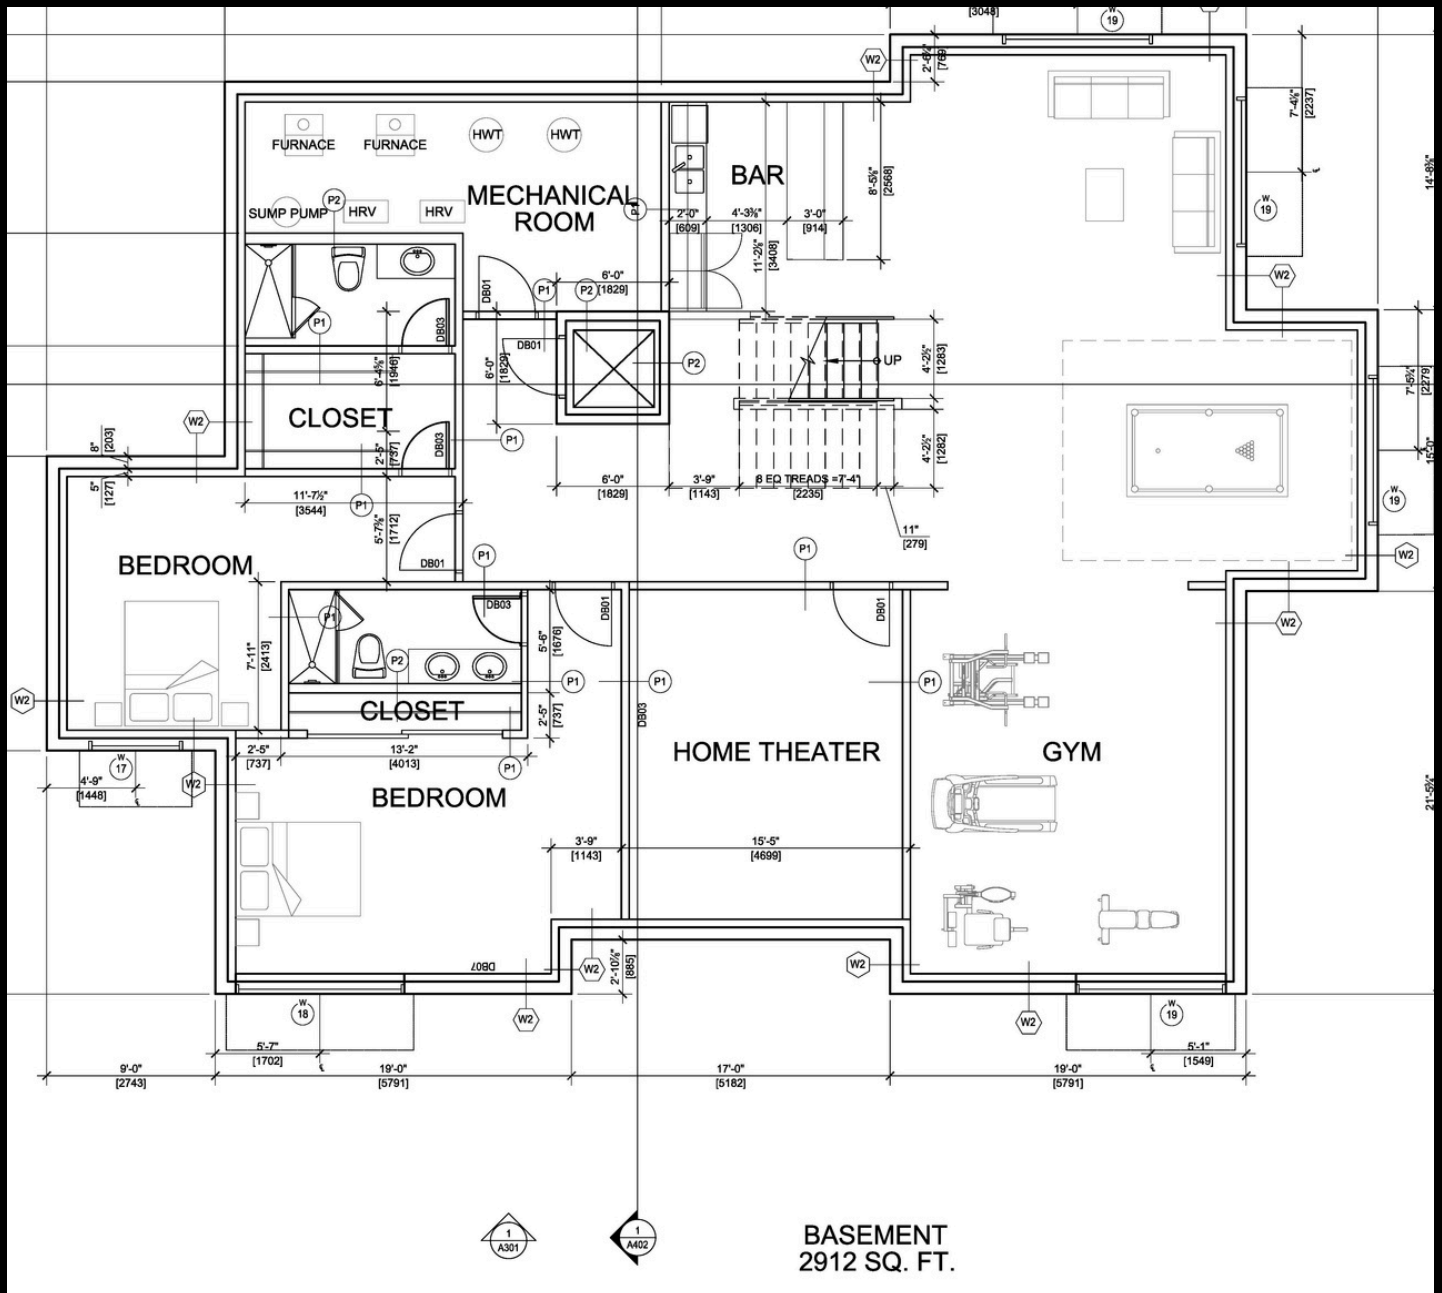 [3048]
W
19
W2
2'-6¼"
[769]
7'-4⅛"
[2237]
14'-8¾"
FURNACE
FURNACE
HWT
HWT
BAR
8'-5⅛"
[2568]
MECHANICAL
ROOM
SUMP PUMP
P2
HRV
HRV
P1
2'-0"
[609]
4'-3⅜"
[1306]
3'-0"
[914]
11'-2⅛"
[3408]
W
19
W2
6'-0"
[1829]
DB01
P1
P2
P1
DB03
DB01
6'-0"
[1829]
P2
UP
4'-2½"
[1283]
7'-5¾"
[2279]
6'-4⅝"
[1946]
CLOSET
W2
DB03
P1
2'-5"
[737]
8"
[203]
5"
[127]
4'-2½"
[1282]
15'-0"
11'-7½"
[3544]
P1
6'-0"
[1829]
3'-9"
[1143]
8 EQ TREADS =7'-4"
[2235]
W
19
5'-7⅜"
[1712]
11"
[279]
BEDROOM
DB01
P1
P1
W2
P1
DB03
DB01
DB01
W2
7'-11"
[2413]
5'-6"
[1676]
P2
P1
P1
P1
W2
CLOSET
2'-5"
[737]
DB03
HOME THEATER
GYM
W
17
2'-5"
[737]
13'-2"
[4013]
P1
W2
4'-9"
[1448]
BEDROOM
21'-5¾"
3'-9"
[1143]
15'-5"
[4699]
DB07
W2
2'-10⅞"
[885]
W2
W
18
W2
W2
W
19
5'-7"
[1702]
5'-1"
[1549]
9'-0"
[2743]
19'-0"
[5791]
17'-0"
[5182]
19'-0"
[5791]
1
A301
1
A402
BASEMENT
2912 SQ. FT.